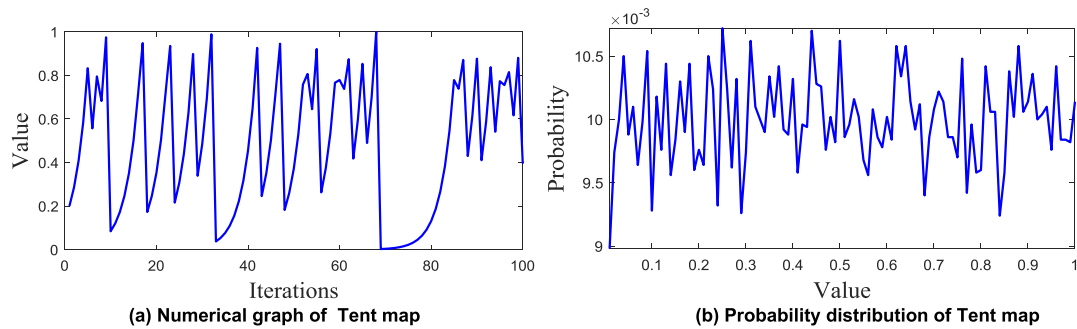 1
0.8
0.6
0.4
0.2
0
Value
0 20 40 60 80 100
Iterations
(a) Numerical graph of Tent map
×10⁻³
10.5
10
9.5
9
Probability
0.1 0.2 0.3 0.4 0.5 0.6 0.7 0.8 0.9 1
Value
(b) Probability distribution of Tent map